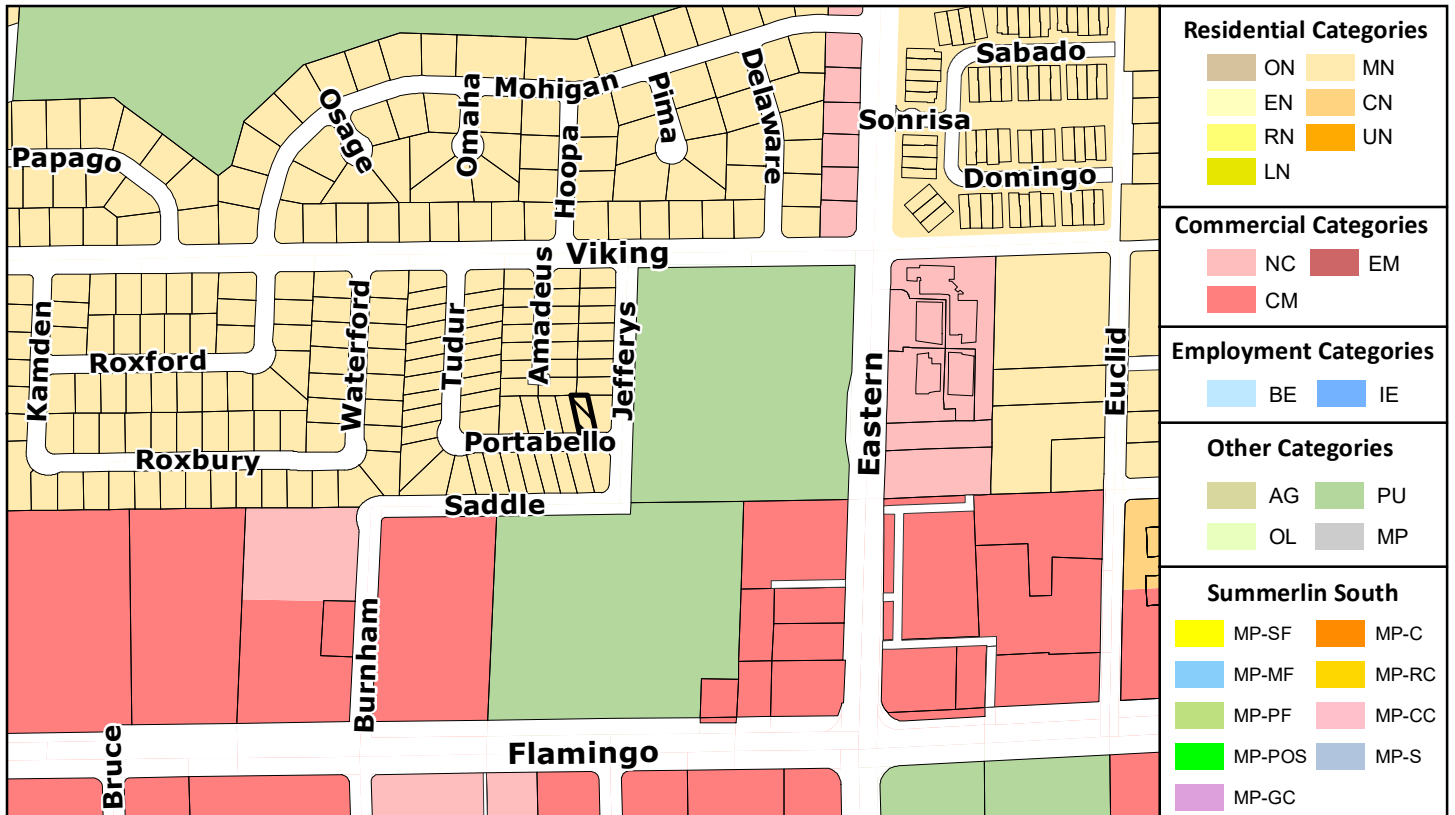 Sabado
Mohigan
Delaware
Pima
Omaha
Osage
Sonrisa
Hoopa
Papago
Domingo
Viking
Amadeus
Jefferys
Waterford
Tudur
Kamden
Roxford
Euclid
Eastern
Portabello
Roxbury
Saddle
Burnham
Bruce
Flamingo
Residential Categories
ON MN
EN CN
RN UN
LN
Commercial Categories
NC EM
CM
Employment Categories
BE IE
Other Categories
AG PU
OL MP
Summerlin South
MP-SF MP-C
MP-MF MP-RC
MP-PF MP-CC
MP-POS MP-S
MP-GC